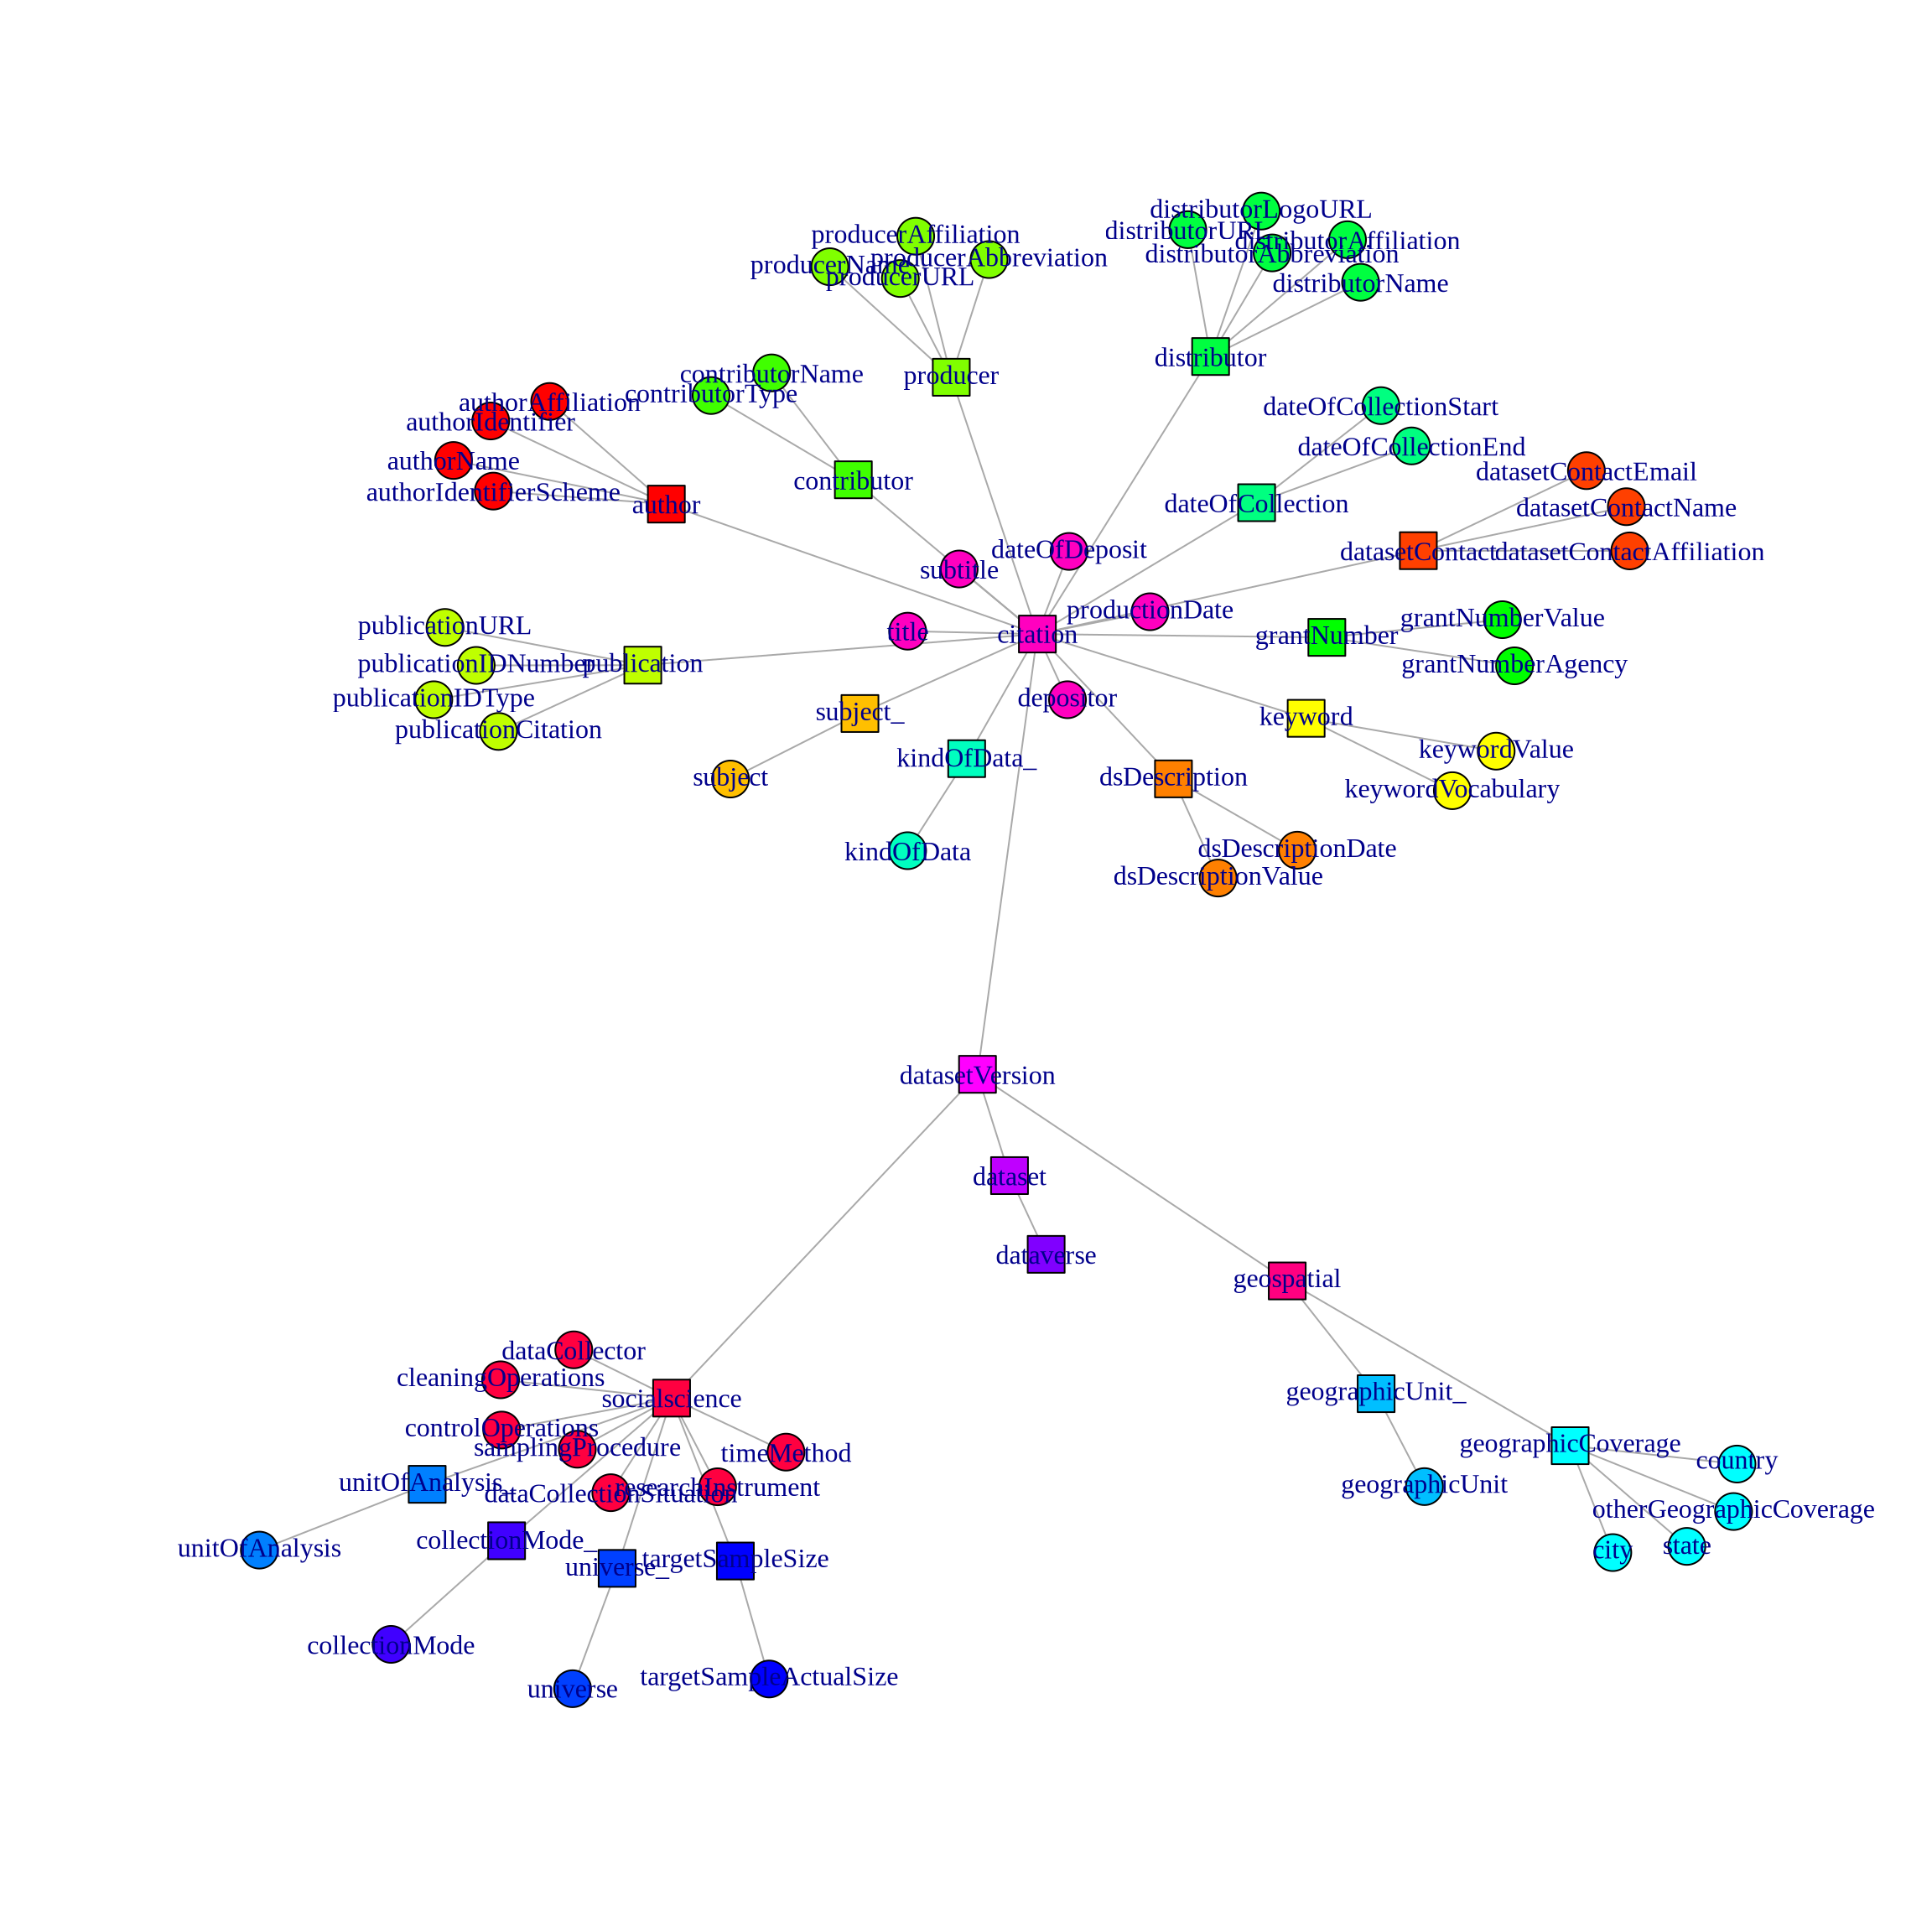 distributorLogoURL
distributorURL
producerAffiliation
distributorAffiliation
distributorAbbreviation
producerAbbreviation
producerName
producerURL
distributorName
distributor
contributorName
producer
contributorType
authorAffiliation
dateOfCollectionStart
authorIdentifier
dateOfCollectionEnd
authorName
datasetContactEmail
contributor
authorIdentifierScheme
author
dateOfCollection
datasetContactName
dateOfDeposit
datasetContact
datasetContactAffiliation
subtitle
productionDate
grantNumberValue
publicationURL
title
citation
grantNumber
publicationIDNumber
publication
grantNumberAgency
publicationIDType
depositor
subject_
keyword
publicationCitation
keywordValue
kindOfData_
subject
dsDescription
keywordVocabulary
kindOfData
dsDescriptionDate
dsDescriptionValue
datasetVersion
dataset
dataverse
geospatial
dataCollector
cleaningOperations
geographicUnit_
socialscience
controlOperations
samplingProcedure
geographicCoverage
timeMethod
country
unitOfAnalysis_
geographicUnit
dataCollectionSituation
researchInstrument
otherGeographicCoverage
collectionMode_
unitOfAnalysis
state
city
targetSampleSize
universe_
collectionMode
targetSampleActualSize
universe